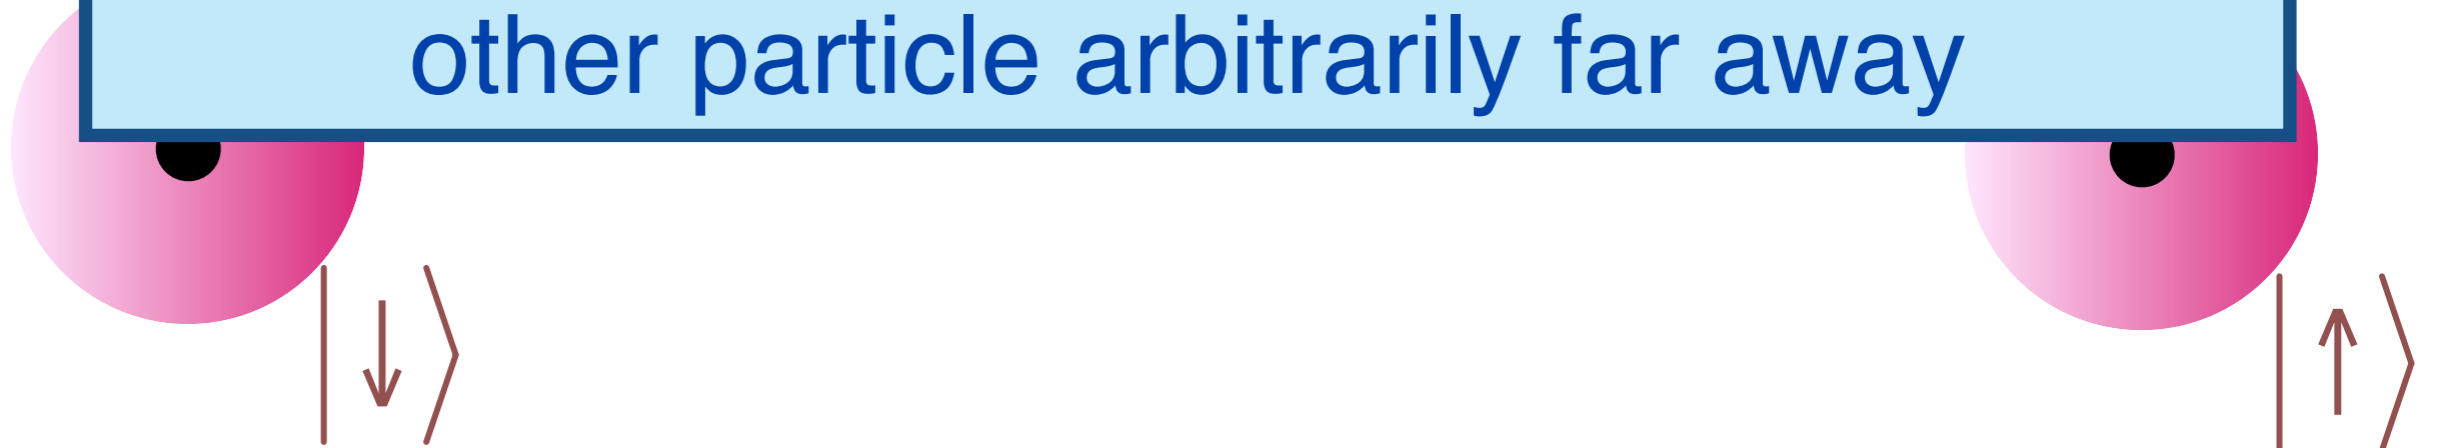 other particle arbitrarily far away
|↓⟩ |↑⟩